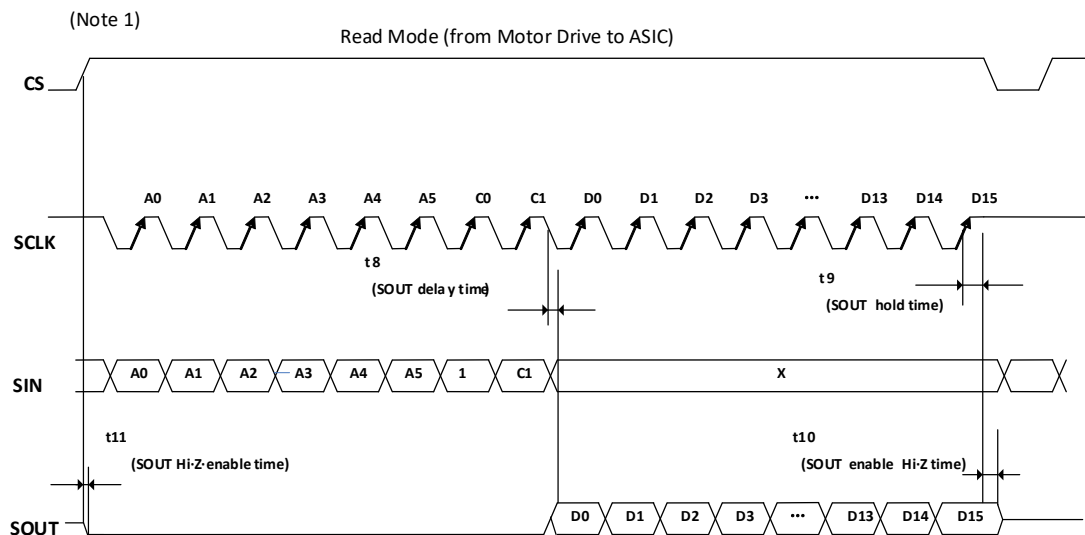 (Note 1)
Read Mode (from Motor Drive to ASIC)
CS
A0 A1 A2 A3 A4 A5 C0 C1 D0 D1 D2 D3 ••• D13 D14 D15
SCLK
t8
(SOUT delay time)
t9
(SOUT hold time)
SIN
A0 A1 A2 A3 A4 A5 1 C1 X
t11
(SOUT Hi-Z-enable time)
t10
(SOUT enable Hi-Z time)
SOUT
D0 D1 D2 D3 ••• D13 D14 D15